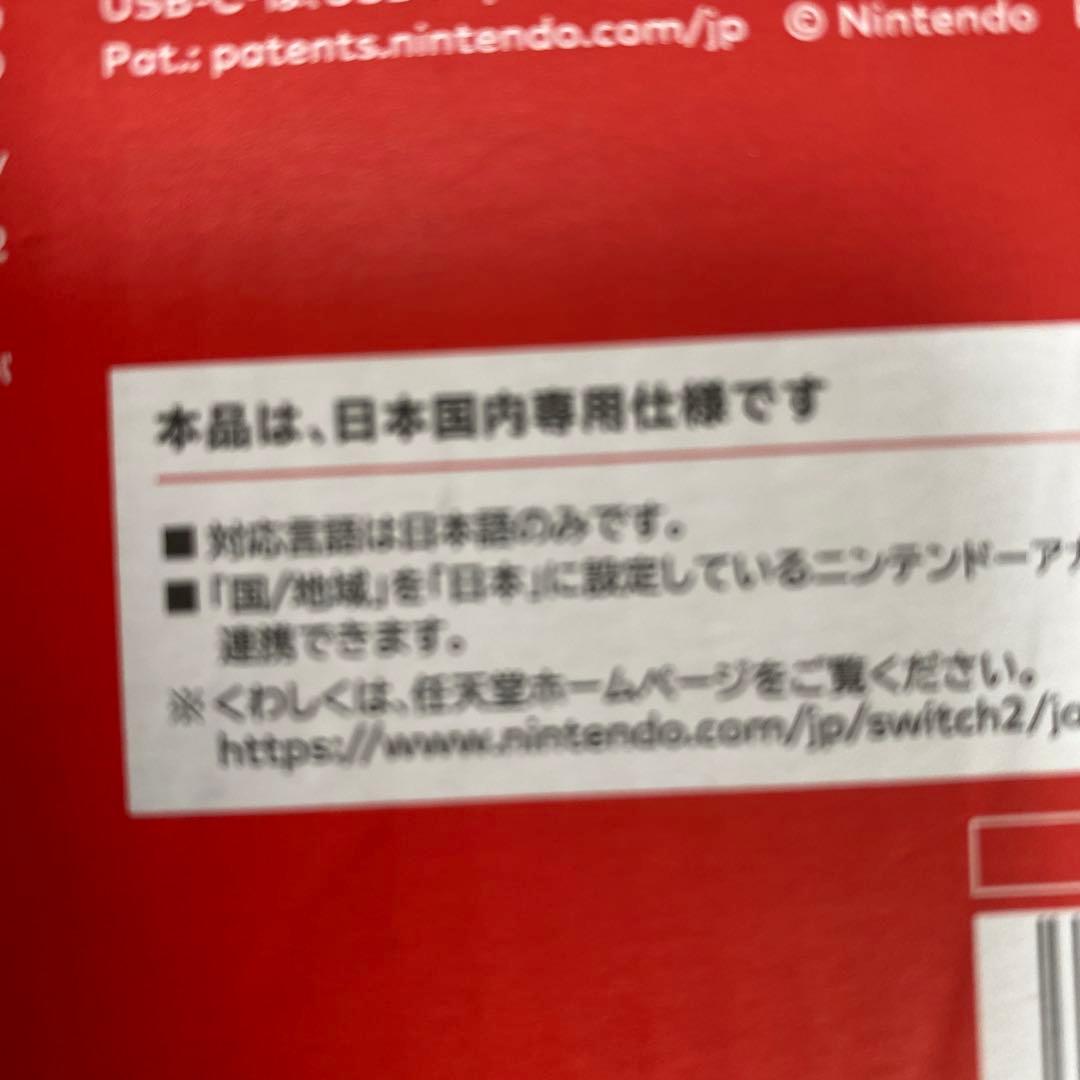 Pat.: patents.nintendo.com/jp © Nintendo
本品は、日本国内専用仕様です
■ 対応言語は日本語のみです。
■「国/地域」を「日本」に設定しているニンテンドーア
連携できます。
※くわしくは、任天堂ホームページをご覧ください。
https://www.nintendo.com/jp/switch2/